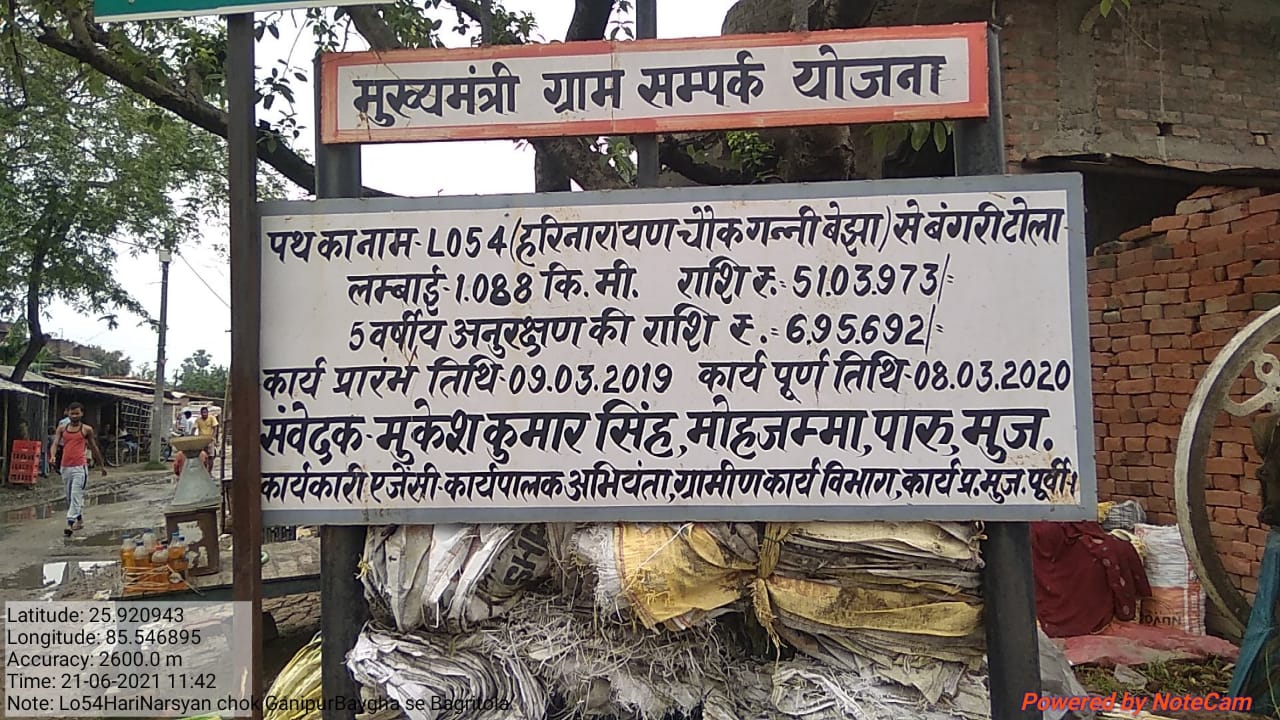 मुख्यमंत्री ग्राम सम्पर्क योजना
पथ का नाम- L054 (हरिनारायण चौक गन्नी बेझा) से बंगरी टोला
लम्बाई- 1.088 कि. मी. राशि रु.- 51.03.973/-
5 वर्षीय अनुरक्षण की राशि रु.- 6.95.692/-
कार्य प्रारंभ तिथि- 09.03.2019 कार्य पूर्ण तिथि- 08.03.2020
संवेदक- मुकेश कुमार सिंह, मोहजम्मा, पारु, मुज.
कार्यकारी एजेंसी- कार्यपालक अभियंता, ग्रामीण कार्य विभाग, कार्य प्र. मुज. पूर्वी।
Latitude: 25.920943
Longitude: 85.546895
Accuracy: 2600.0 m
Time: 21-06-2021 11:42
Note: Lo54HariNarsyan chok GanipurBaygha se Bagritola.
Powered by NoteCam